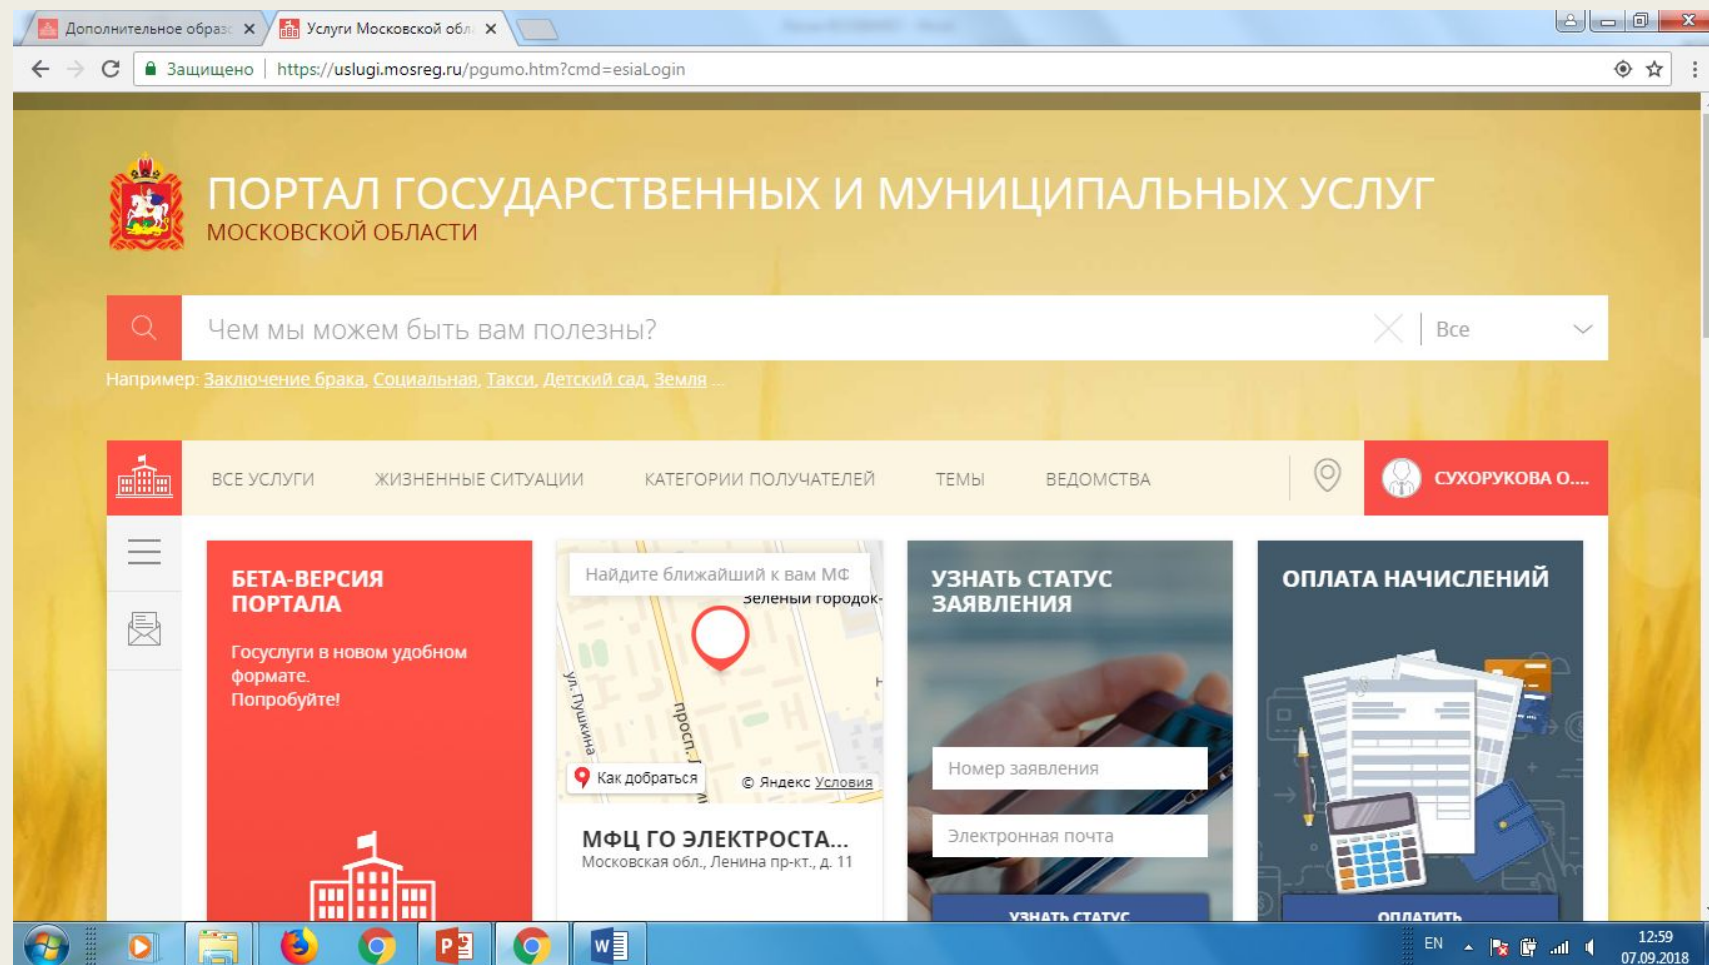 Дополнительное образо
Услуги Московской обл
Защищено
https://uslugi.mosreg.ru/pgumo.htm?cmd=esiaLogin
ПОРТАЛ ГОСУДАРСТВЕННЫХ И МУНИЦИПАЛЬНЫХ УСЛУГ
МОСКОВСКОЙ ОБЛАСТИ
Чем мы можем быть вам полезны?
Все
Например: Заключение брака, Социальная, Такси, Детский сад, Земля ...
ВСЕ УСЛУГИ
ЖИЗНЕННЫЕ СИТУАЦИИ
КАТЕГОРИИ ПОЛУЧАТЕЛЕЙ
ТЕМЫ
ВЕДОМСТВА
СУХОРУКОВА О....
БЕТА-ВЕРСИЯ
ПОРТАЛА
Госуслуги в новом удобном
формате.
Попробуйте!
Найдите ближайший к вам МФ
Зеленый городок-
ул. Пушкина
просп. Л
Как добраться
© Яндекс Условия
МФЦ ГО ЭЛЕКТРОСТА...
Московская обл., Ленина пр-кт., д. 11
УЗНАТЬ СТАТУС
ЗАЯВЛЕНИЯ
Номер заявления
Электронная почта
УЗНАТЬ СТАТУС
ОПЛАТА НАЧИСЛЕНИЙ
ОПЛАТИТЬ
EN
12:59
07.09.2018